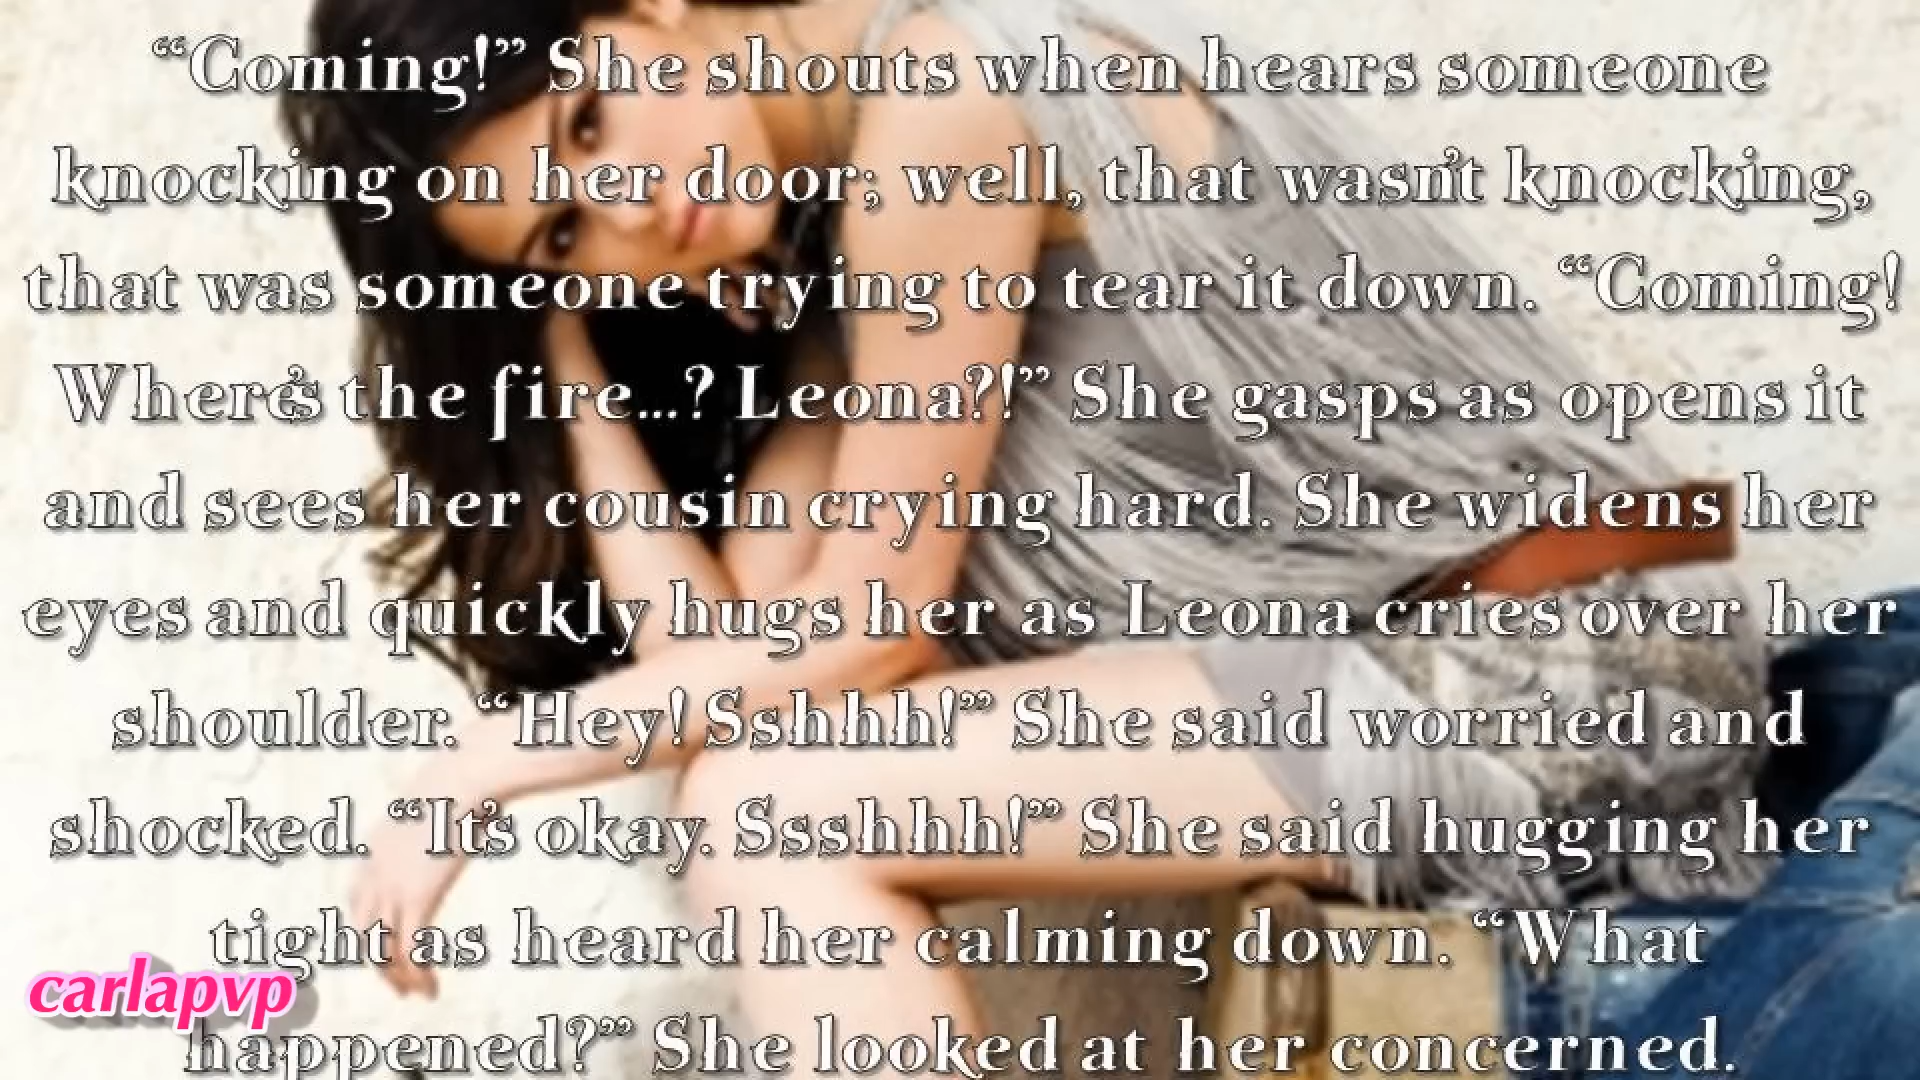 “Coming!” She shouts when hears someone
knocking on her door; well, that wasn't knocking,
that was someone trying to tear it down. “Coming!
Where's the fire...? Leona?!” She gasps as opens it
and sees her cousin crying hard. She widens her
eyes and quickly hugs her as Leona cries over her
shoulder. “Hey! Sshhh!” She said worried and
shocked. “It's okay. Sssshhh!” She said hugging her
tight as heard her calming down. “What
happened?” She looked at her concerned.
carlapvp